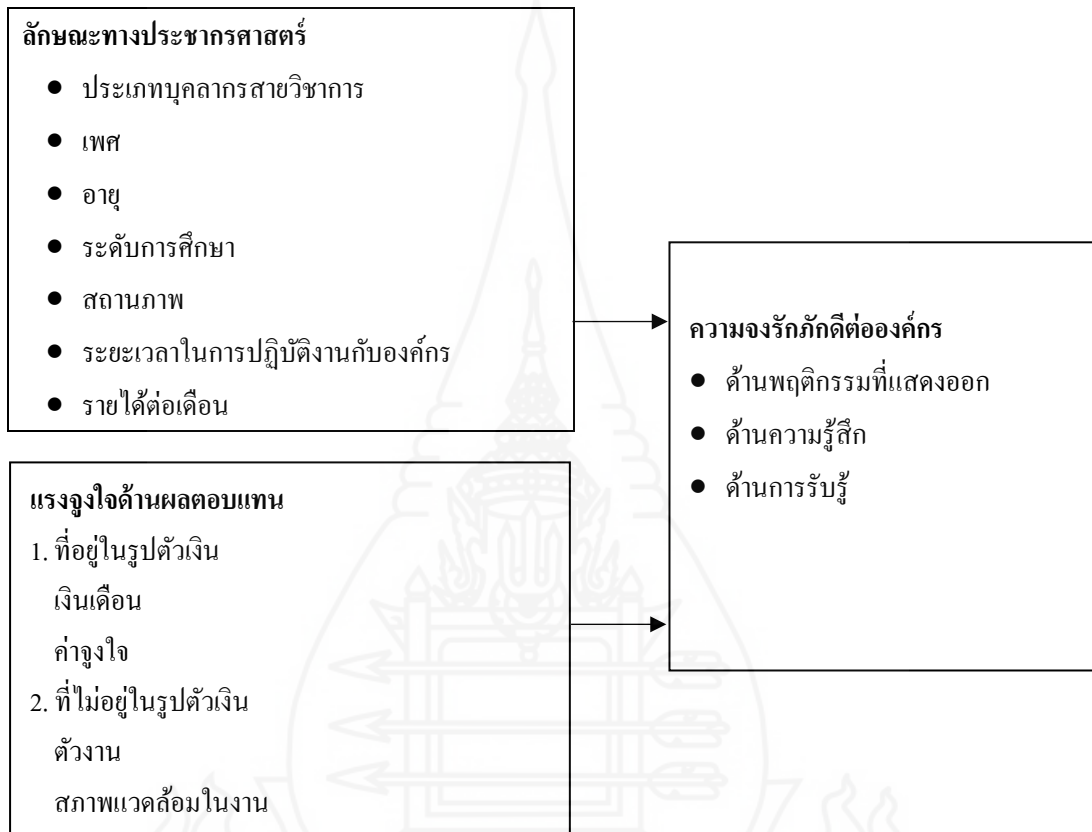 ลักษณะทางประชากรศาสตร์
● ประเภทบุคลากรสายวิชาการ
● เพศ
● อายุ
● ระดับการศึกษา
● สถานภาพ
● ระยะเวลาในการปฏิบัติงานกับองค์กร
● รายได้ต่อเดือน
แรงจูงใจด้านผลตอบแทน
1. ที่อยู่ในรูปตัวเงิน
เงินเดือน
ค่าจูงใจ
2. ที่ไม่อยู่ในรูปตัวเงิน
ตัวงาน
สภาพแวดล้อมในงาน
ความจงรักภักดีต่อองค์กร
● ด้านพฤติกรรมที่แสดงออก
● ด้านความรู้สึก
● ด้านการรับรู้